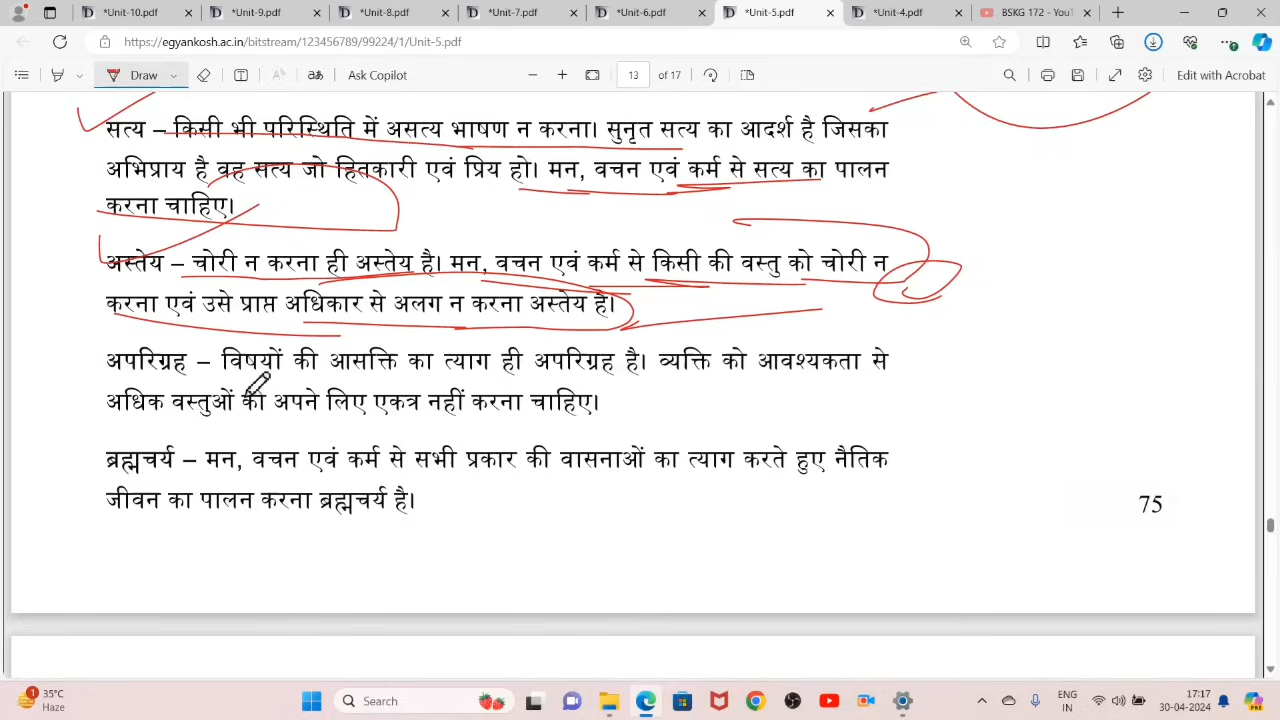 *Unit-10.pdf
*Unit-9.pdf
*Unit-8.pdf
*Unit-7.pdf
*Unit-6.pdf
*Unit-5.pdf
*Unit-4.pdf
BSKG 172 - You
https://egyankosh.ac.in/bitstream/123456789/99224/1/Unit-5.pdf
Draw
Ask Copilot
13 of 17
Edit with Acrobat
सत्य – किसी भी परिस्थिति में असत्य भाषण न करना। सुनृत सत्य का आदर्श है जिसका
अभिप्राय है वह सत्य जो हितकारी एवं प्रिय हो। मन, वचन एवं कर्म से सत्य का पालन
करना चाहिए।
अस्तेय – चोरी न करना ही अस्तेय है। मन, वचन एवं कर्म से किसी की वस्तु को चोरी न
करना एवं उसे प्राप्त अधिकार से अलग न करना अस्तेय है।
अपरिग्रह – विषयों की आसक्ति का त्याग ही अपरिग्रह है। व्यक्ति को आवश्यकता से
अधिक वस्तुओं को अपने लिए एकत्र नहीं करना चाहिए।
ब्रह्मचर्य – मन, वचन एवं कर्म से सभी प्रकार की वासनाओं का त्याग करते हुए नैतिक
जीवन का पालन करना ब्रह्मचर्य है।
75
35°C
Haze
Search
ENG
IN
17:17
30-04-2024